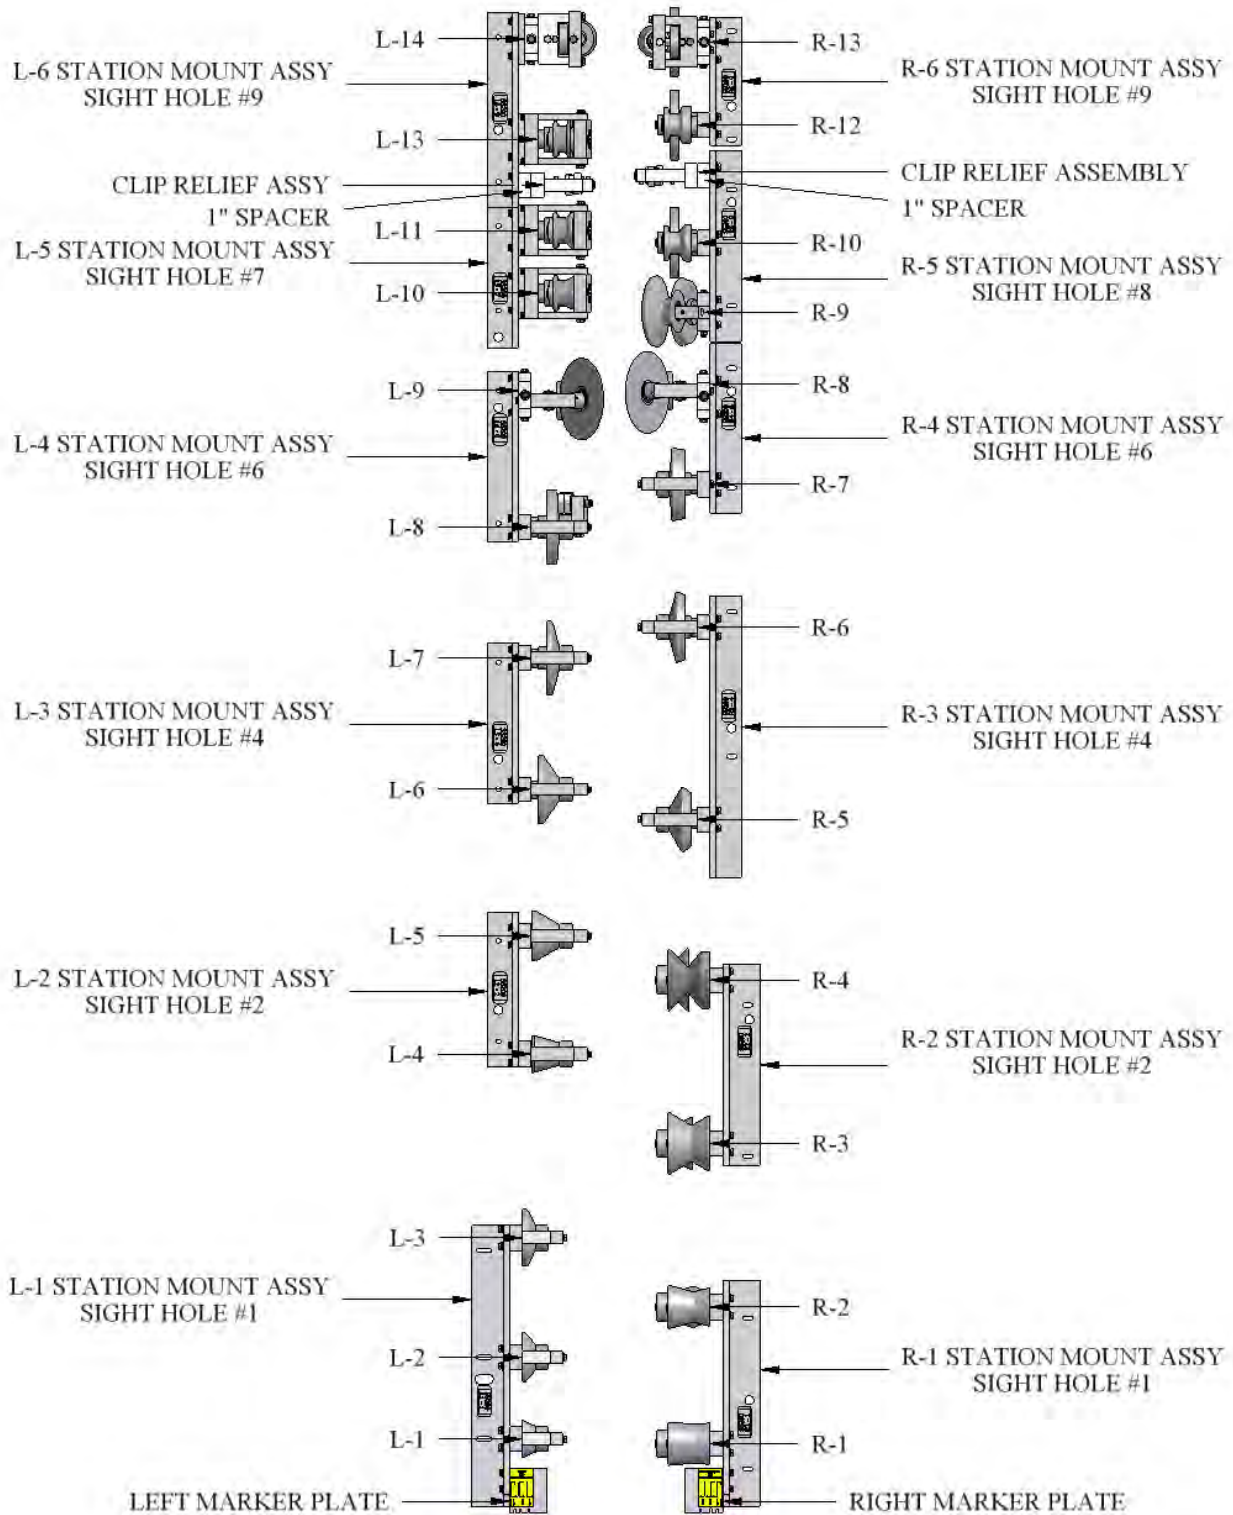 L-14
R-13
L-6 STATION MOUNT ASSY
SIGHT HOLE #9
R-6 STATION MOUNT ASSY
SIGHT HOLE #9
L-13
R-12
CLIP RELIEF ASSY
1" SPACER
CLIP RELIEF ASSEMBLY
1" SPACER
L-11
R-10
L-5 STATION MOUNT ASSY
SIGHT HOLE #7
R-5 STATION MOUNT ASSY
SIGHT HOLE #8
L-10
R-9
L-9
R-8
L-4 STATION MOUNT ASSY
SIGHT HOLE #6
R-4 STATION MOUNT ASSY
SIGHT HOLE #6
L-8
R-7
L-7
R-6
L-3 STATION MOUNT ASSY
SIGHT HOLE #4
R-3 STATION MOUNT ASSY
SIGHT HOLE #4
L-6
R-5
L-5
R-4
L-2 STATION MOUNT ASSY
SIGHT HOLE #2
R-2 STATION MOUNT ASSY
SIGHT HOLE #2
L-4
R-3
L-3
R-2
L-1 STATION MOUNT ASSY
SIGHT HOLE #1
R-1 STATION MOUNT ASSY
SIGHT HOLE #1
L-2
L-1
R-1
LEFT MARKER PLATE
RIGHT MARKER PLATE